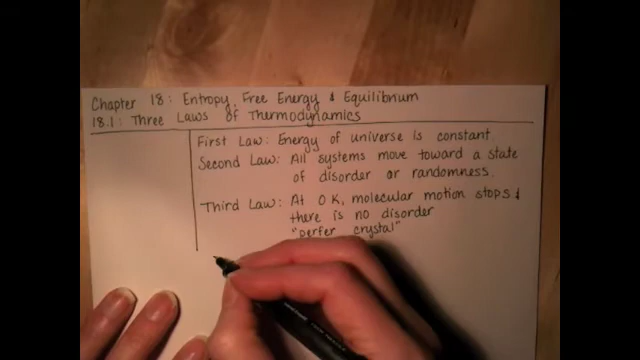 Chapter 18: Entropy, Free Energy & Equilibrium
18.1: Three Laws of Thermodynamics
First Law: Energy of universe is constant.
Second Law: All systems move toward a state
of disorder or randomness.
Third Law: At 0 K, molecular motion stops &
there is no disorder
"perfer crystal"